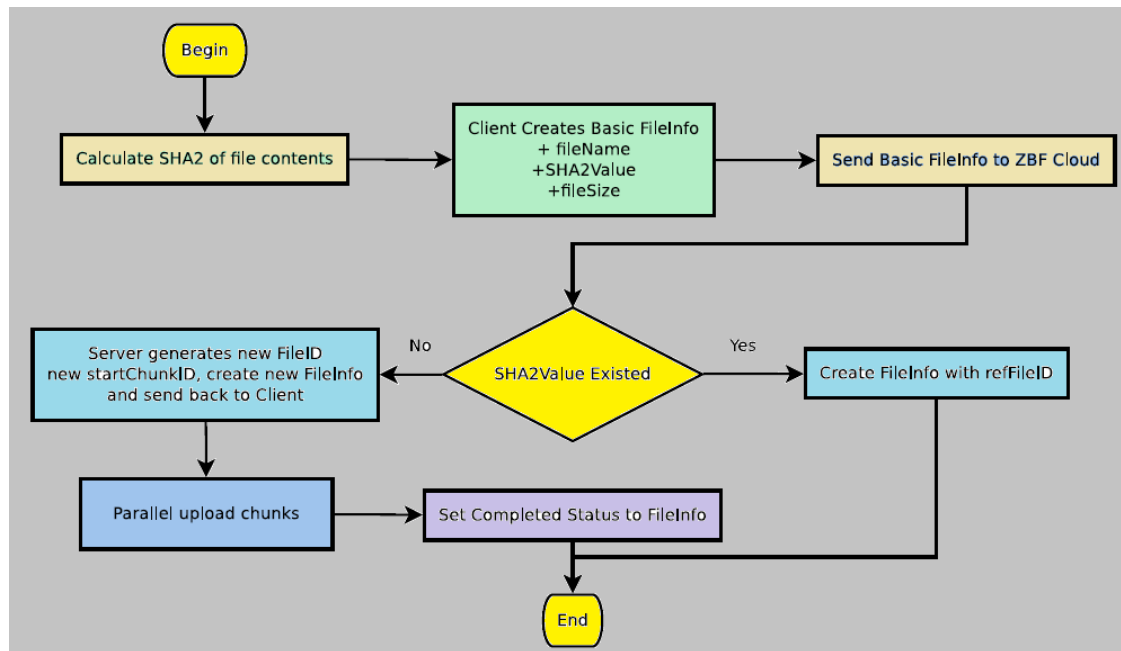 Begin
Calculate SHA2 of file contents
Client Creates Basic FileInfo
+ fileName
+SHA2Value
+fileSize
Send Basic FileInfo to ZBF Cloud
SHA2Value Existed
No
Yes
Server generates new FileID
new startChunkID, create new FileInfo
and send back to Client
Create FileInfo with refFileID
Parallel upload chunks
Set Completed Status to FileInfo
End